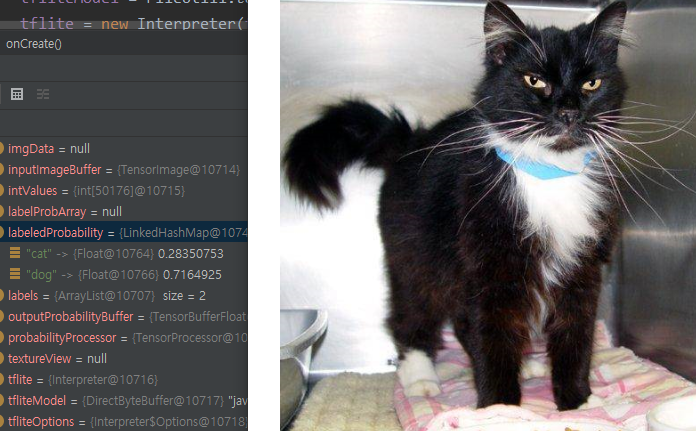 tflite = new Interpreter(
onCreate()
imgData = null
inputImageBuffer = {TensorImage@10714}
intValues = {int[50176]@10715}
labelProbArray = null
labeledProbability = {LinkedHashMap@1074
"cat" -> {Float@10764} 0.28350753
"dog" -> {Float@10766} 0.7164925
labels = {ArrayList@10707} size = 2
outputProbabilityBuffer = {TensorBufferFloat
probabilityProcessor = {TensorProcessor@10
textureView = null
tflite = {Interpreter@10716}
tfliteModel = {DirectByteBuffer@10717} "jav
tfliteOptions = {Interpreter$Options@10718}